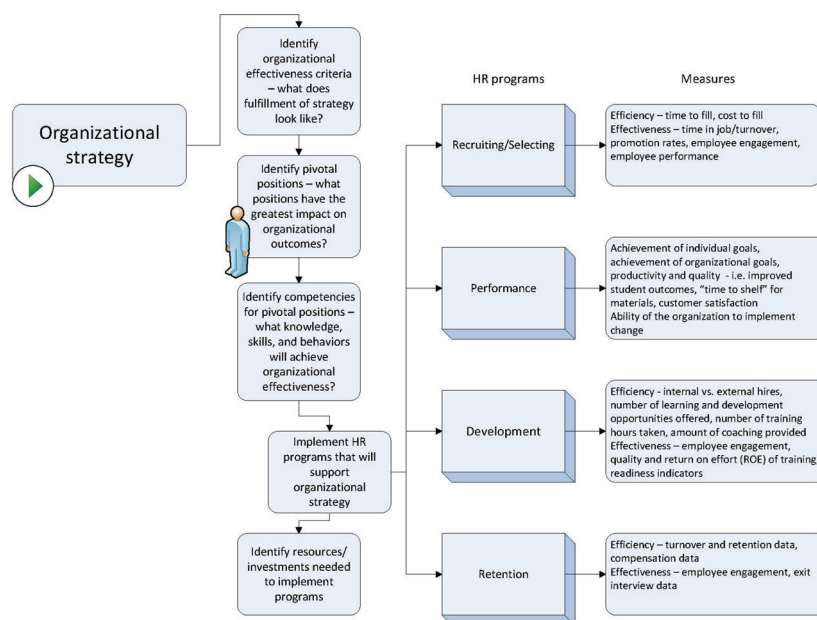 Organizational
strategy
Identify
organizational
effectiveness criteria
– what does
fulfillment of strategy
look like?
Identify pivotal
positions – what
positions have the
greatest impact on
organizational
outcomes?
Identify competencies
for pivotal positions –
what knowledge,
skills, and behaviors
will achieve
organizational
effectiveness?
Implement HR
programs that will
support
organizational
strategy
Identify resources/
investments needed
to implement
programs
HR programs
Measures
Recruiting/Selecting
Efficiency – time to fill, cost to fill
Effectiveness – time in job/turnover,
promotion rates, employee engagement,
employee performance
Performance
Achievement of individual goals,
achievement of organizational goals,
productivity and quality - i.e. improved
student outcomes, “time to shelf” for
materials, customer satisfaction
Ability of the organization to implement
change
Development
Efficiency - internal vs. external hires,
number of learning and development
opportunities offered, number of training
hours taken, amount of coaching provided
Effectiveness – employee engagement,
quality and return on effort (ROE) of training,
readiness indicators
Retention
Efficiency – turnover and retention data,
compensation data
Effectiveness – employee engagement, exit
interview data